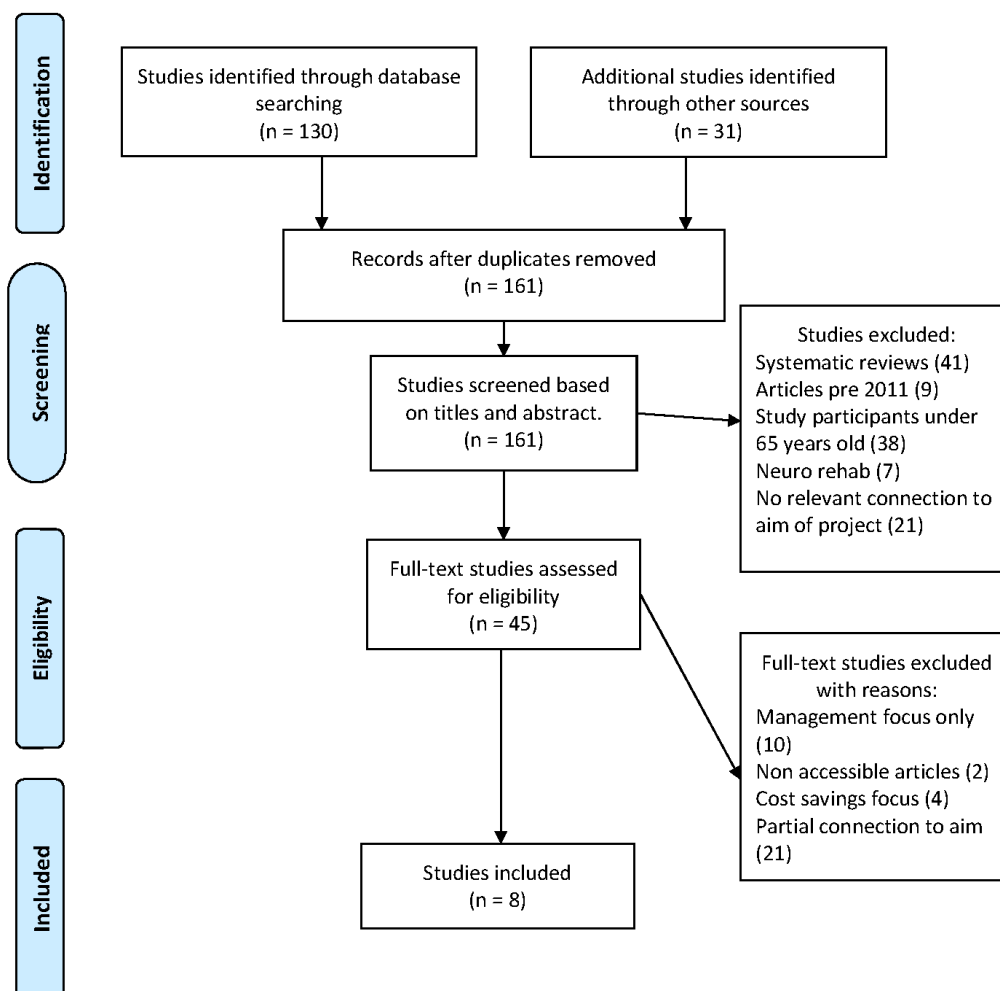 Identification
Studies identified through database
searching
(n = 130)
Additional studies identified
through other sources
(n = 31)
Records after duplicates removed
(n = 161)
Screening
Studies screened based
on titles and abstract.
(n = 161)
Studies excluded:
Systematic reviews (41)
Articles pre 2011 (9)
Study participants under
65 years old (38)
Neuro rehab (7)
No relevant connection to
aim of project (21)
Eligibility
Full-text studies assessed
for eligibility
(n = 45)
Full-text studies excluded
with reasons:
Management focus only
(10)
Non accessible articles (2)
Cost savings focus (4)
Partial connection to aim
(21)
Included
Studies included
(n = 8)